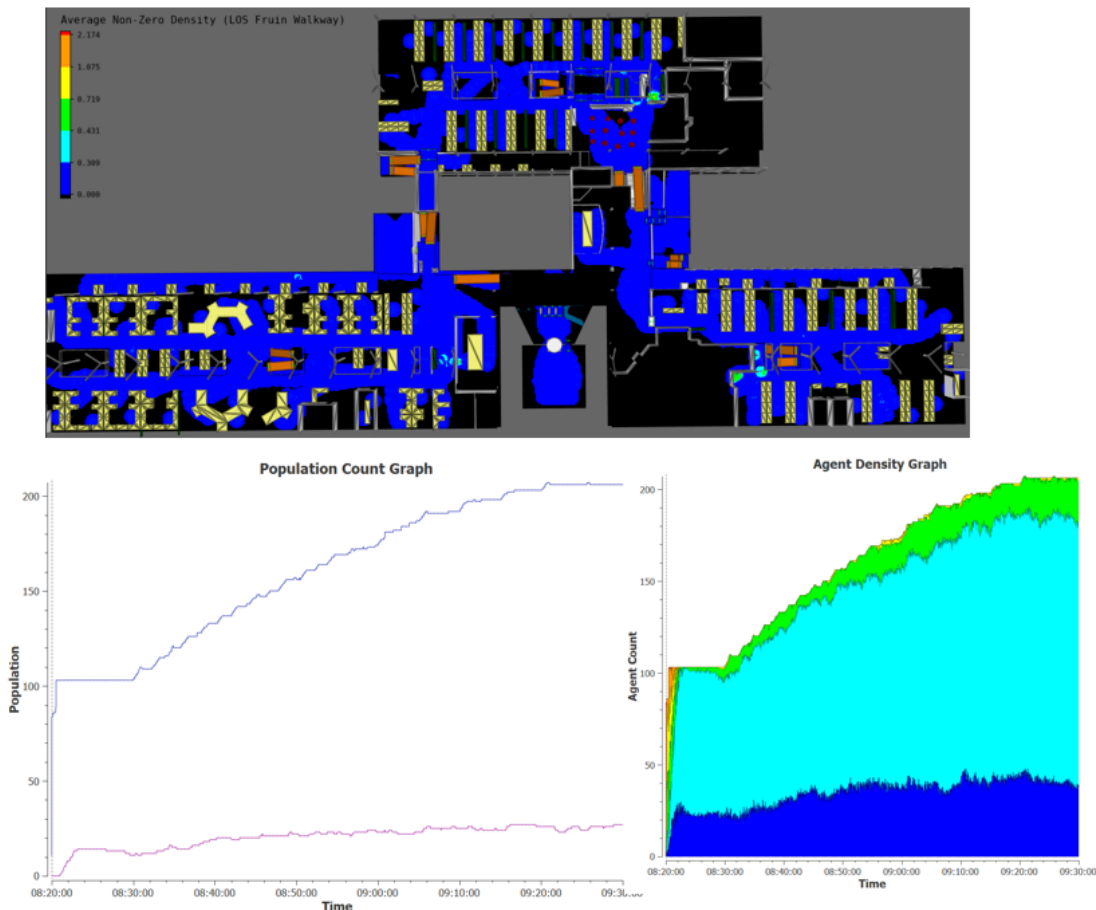 Average Non-Zero Density (LOS Fruin Walkway)
2.174
1.075
0.719
0.431
0.309
0.000
Population Count Graph
Population
200
150
100
50
0
08:20:00 08:30:00 08:40:00 08:50:00 09:00:00 09:10:00 09:20:00 09:30:00
Time
Agent Density Graph
Agent Count
200
150
100
50
0
08:20:00 08:30:00 08:40:00 08:50:00 09:00:00 09:10:00 09:20:00 09:30:00
Time